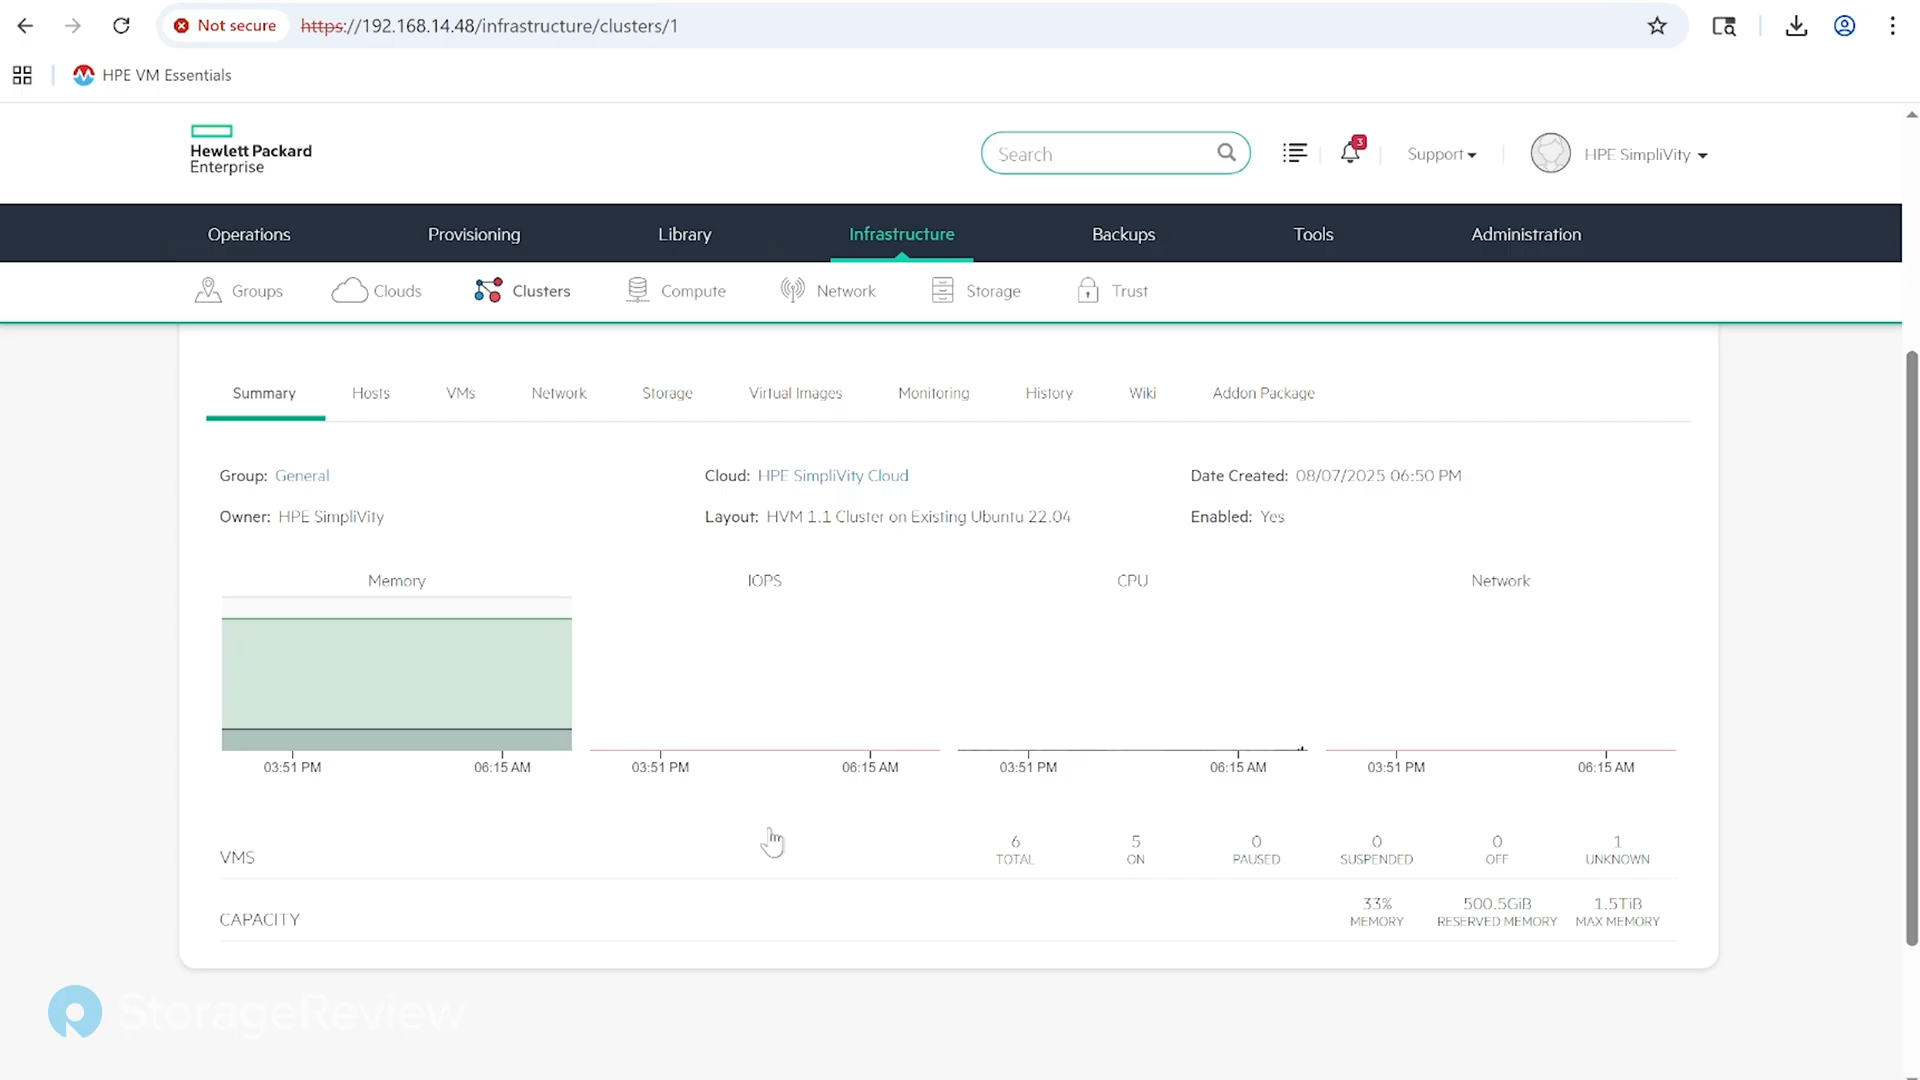 Not secure https://192.168.14.48/infrastructure/clusters/1
HPE VM Essentials
Hewlett Packard
Enterprise
Search
3
Support
HPE SimpliVity
Operations Provisioning Library Infrastructure Backups Tools Administration
Groups Clouds Clusters Compute Network Storage Trust
Summary Hosts VMs Network Storage Virtual Images Monitoring History Wiki Addon Package
Group: General Cloud: HPE SimpliVity Cloud Date Created: 08/07/2025 06:50 PM
Owner: HPE SimpliVity Layout: HVM 1.1 Cluster on Existing Ubuntu 22.04 Enabled: Yes
Memory IOPS CPU Network
03:51 PM 06:15 AM 03:51 PM 06:15 AM 03:51 PM 06:15 AM 03:51 PM 06:15 AM
VMS
6 5 0 0 0 1
TOTAL ON PAUSED SUSPENDED OFF UNKNOWN
CAPACITY
33% 500.5GiB 1.5TiB
MEMORY RESERVED MEMORY MAX MEMORY
StorageReview